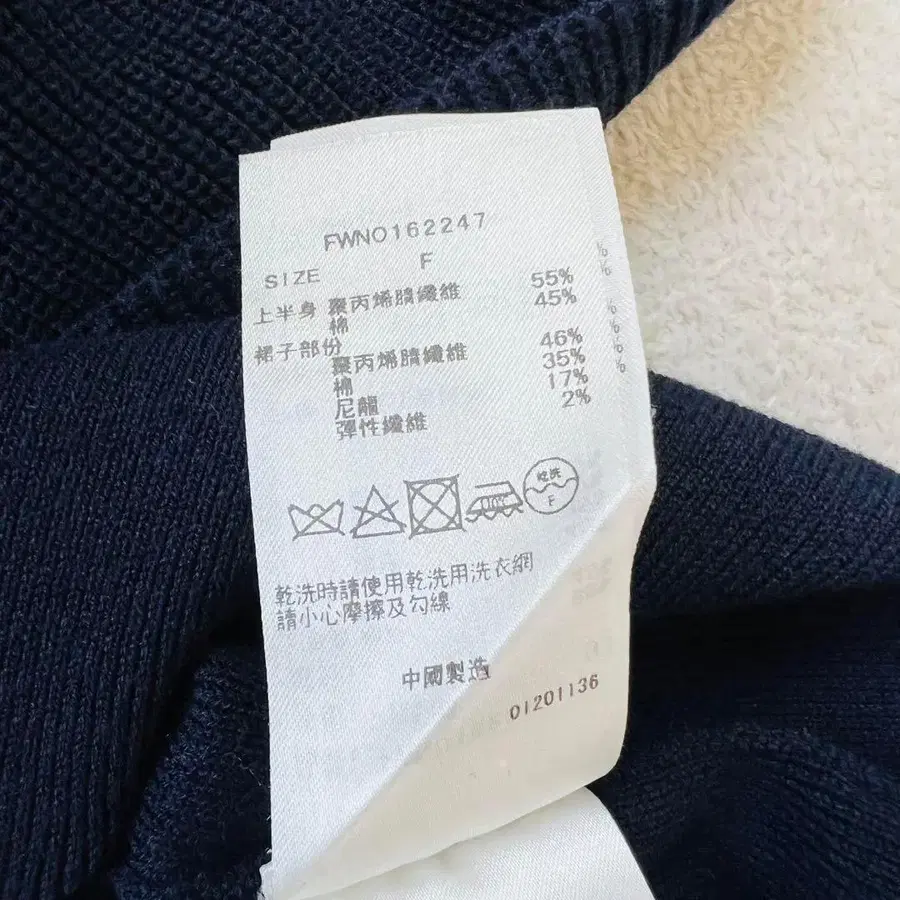 FWNO162247
SIZE F
上半身 聚丙烯腈纖維 55%
棉 45%
裙子部份
聚丙烯腈纖維 46%
棉 35%
尼龍 17%
彈性纖維 2%
乾洗
F
乾洗時請使用乾洗用洗衣網
請小心摩擦及勾線
中國製造
01201136